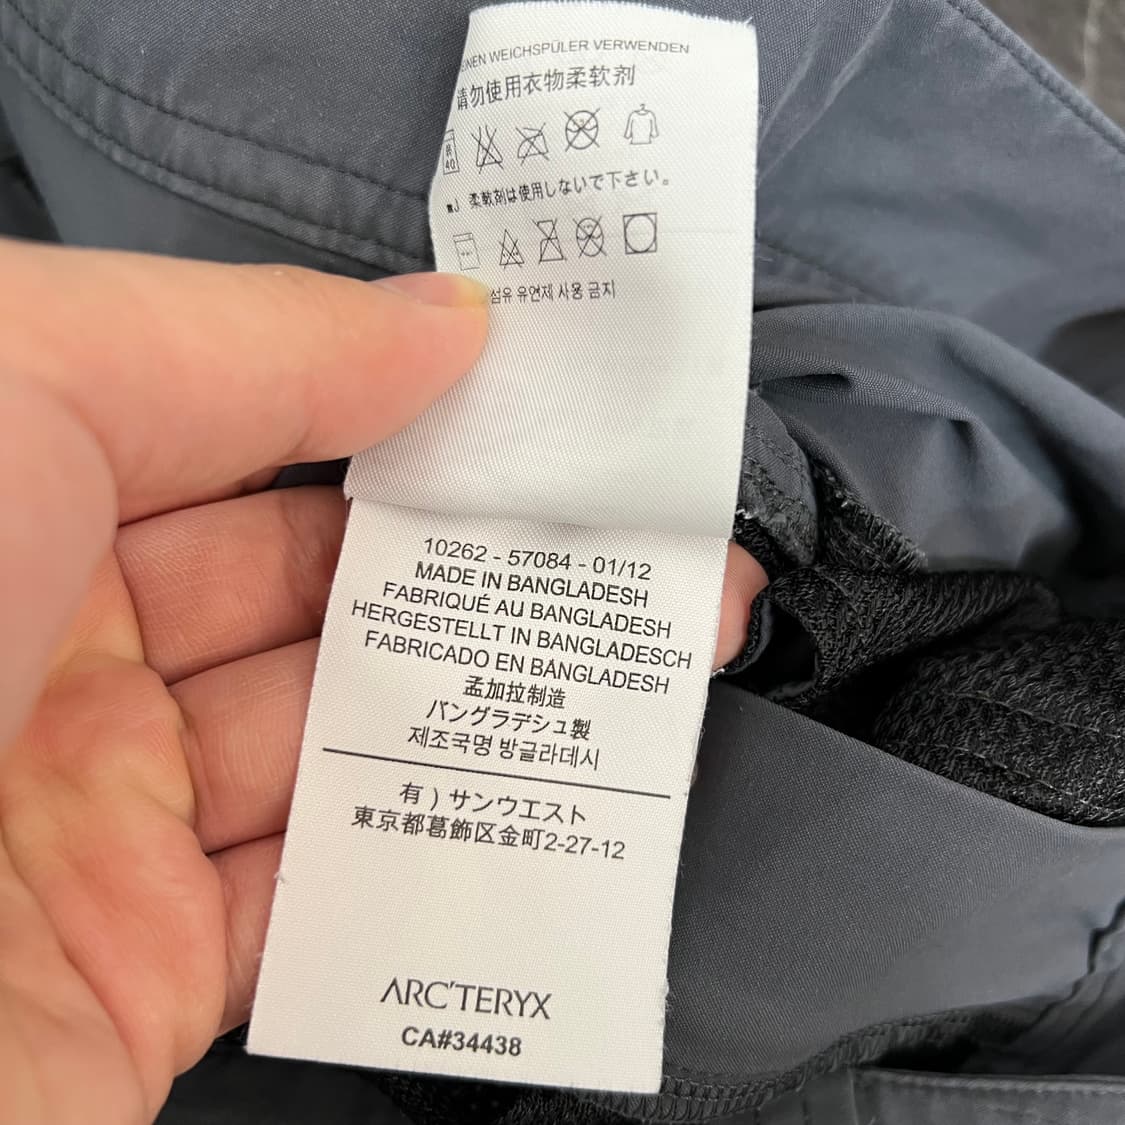 WEICHSPÜLER VERWENDEN
请勿使用衣物柔软剂
40
柔軟剤は使用しないで下さい。
섬유 유연제 사용 금지
10262 - 57084 - 01/12
MADE IN BANGLADESH
FABRIQUÉ AU BANGLADESH
HERGESTELLT IN BANGLADESCH
FABRICADO EN BANGLADESH
孟加拉制造
バングラデシュ製
제조국명 방글라데시
有）サンウエスト
東京都葛飾区金町2-27-12
ARC'TERYX
CA#34438